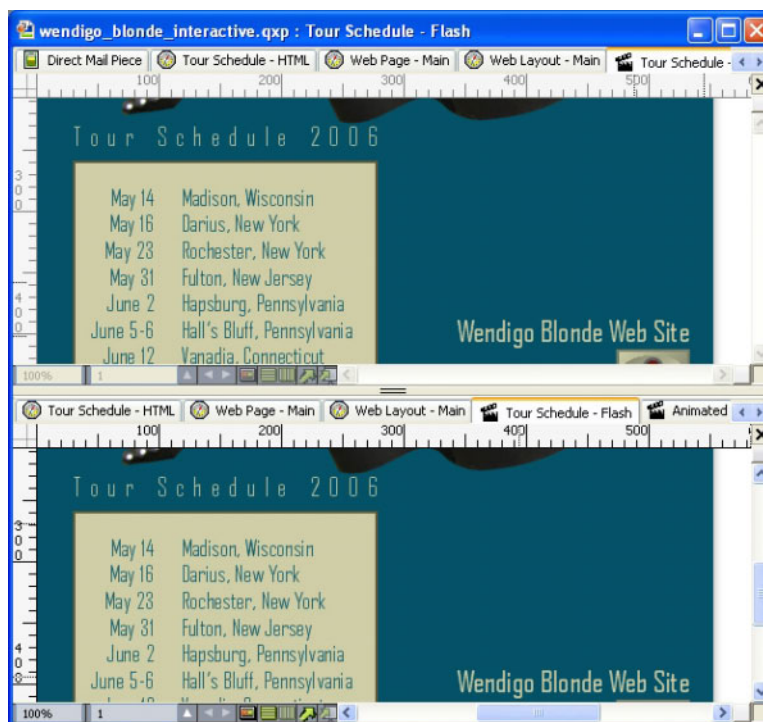 wendigo_blonde_interactive.qxp : Tour Schedule - Flash
Direct Mail Piece Tour Schedule - HTML Web Page - Main Web Layout - Main Tour Schedule -
100 200 300 400 500
Tour Schedule 2006
300
May 14 Madison, Wisconsin
May 16 Darius, New York
May 23 Rochester, New York
May 31 Fulton, New Jersey
400
June 2 Hapsburg, Pennsylvania
June 5-6 Hall's Bluff, Pennsylvania
Wendigo Blonde Web Site
June 12 Vanadia, Connecticut
100% 1
Tour Schedule - HTML Web Page - Main Web Layout - Main Tour Schedule - Flash Animated
100 200 300 400 500
Tour Schedule 2006
300
May 14 Madison, Wisconsin
May 16 Darius, New York
May 23 Rochester, New York
May 31 Fulton, New Jersey
400
June 2 Hapsburg, Pennsylvania
June 5-6 Hall's Bluff, Pennsylvania
Wendigo Blonde Web Site
100% 1